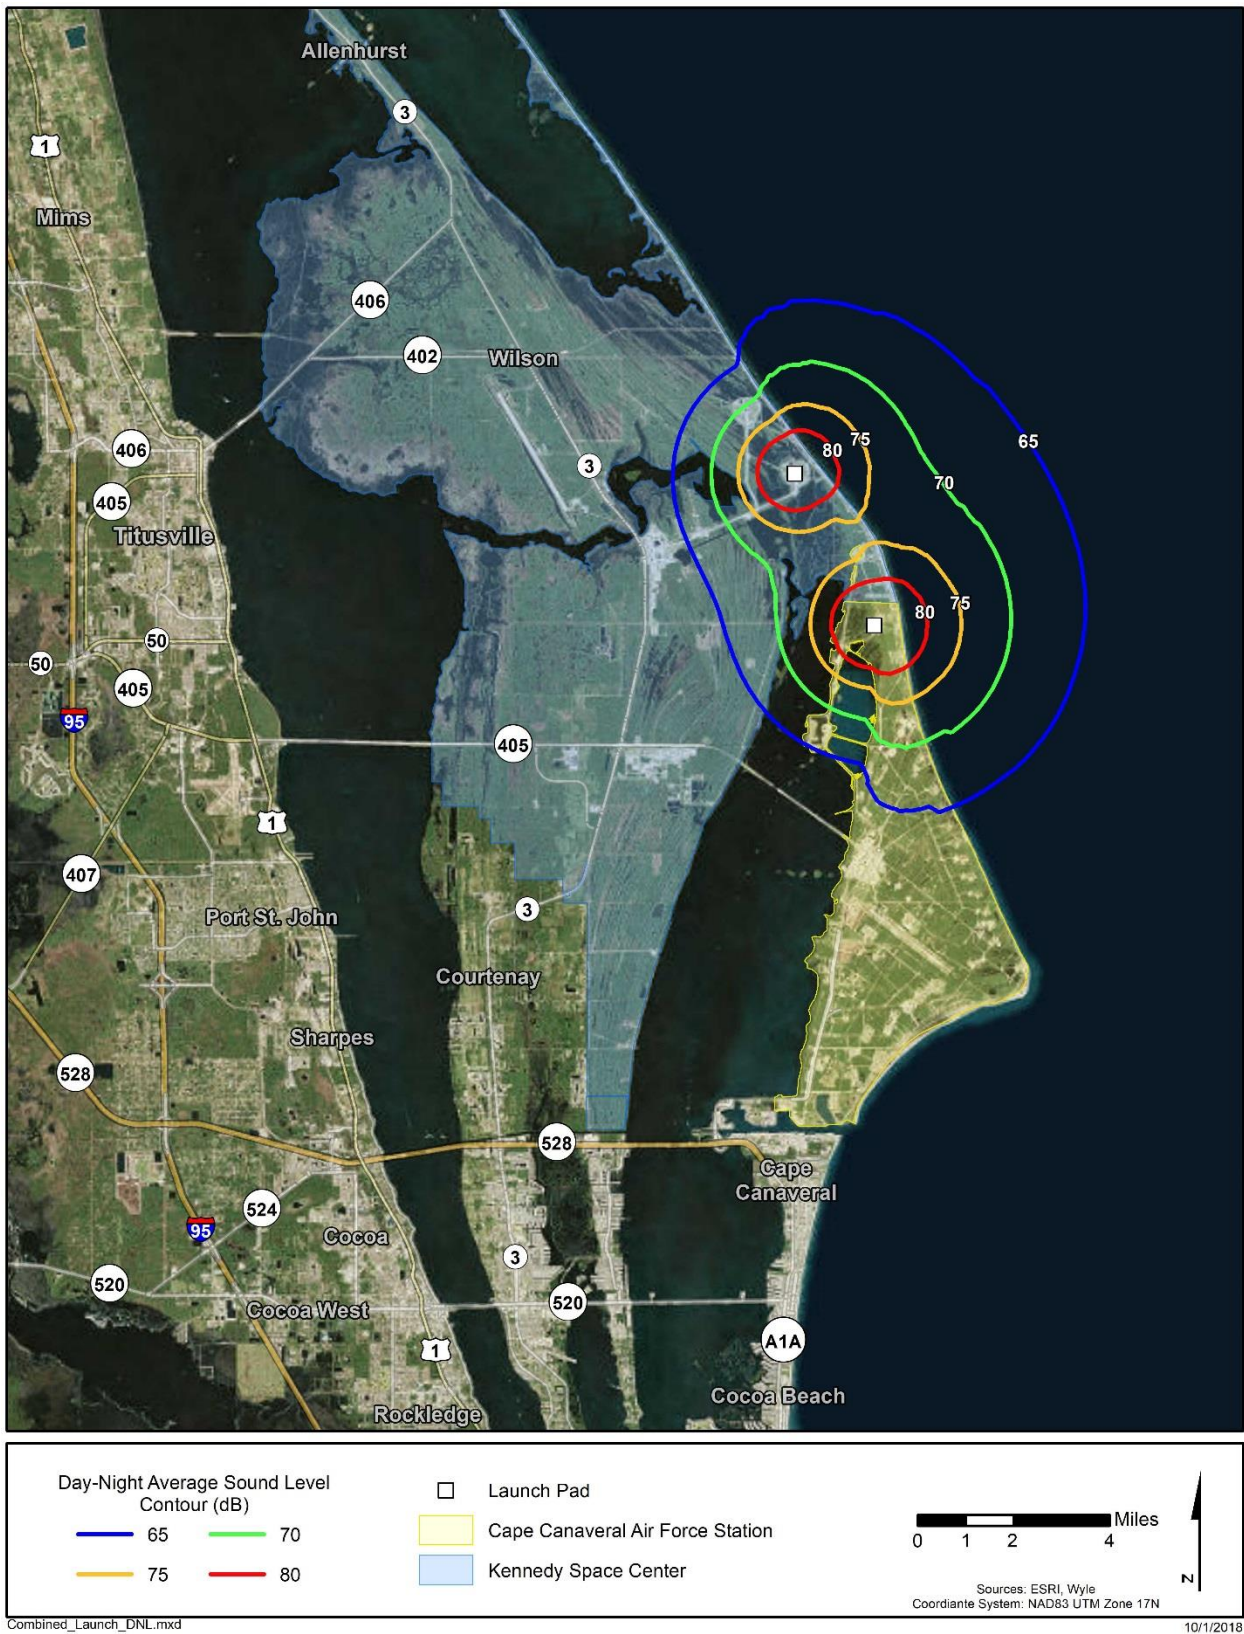 Allenhurst
3
1
Mims
406
402
Wilson
65
75
80
70
406
3
405
Titusville
75
80
50
50
405
95
405
1
407
Port St. John
3
Courtenay
Sharpes
528
528
Cape
Canaveral
524
95
Cocoa
3
520
520
Cocoa West
A1A
1
Cocoa Beach
Rockledge
Day-Night Average Sound Level
Contour (dB)
65
70
75
80
Launch Pad
Cape Canaveral Air Force Station
Kennedy Space Center
Miles
0 1 2 4
Sources: ESRI, Wyle
Coordiante System: NAD83 UTM Zone 17N
N
Combined_Launch_DNL.mxd
10/1/2018